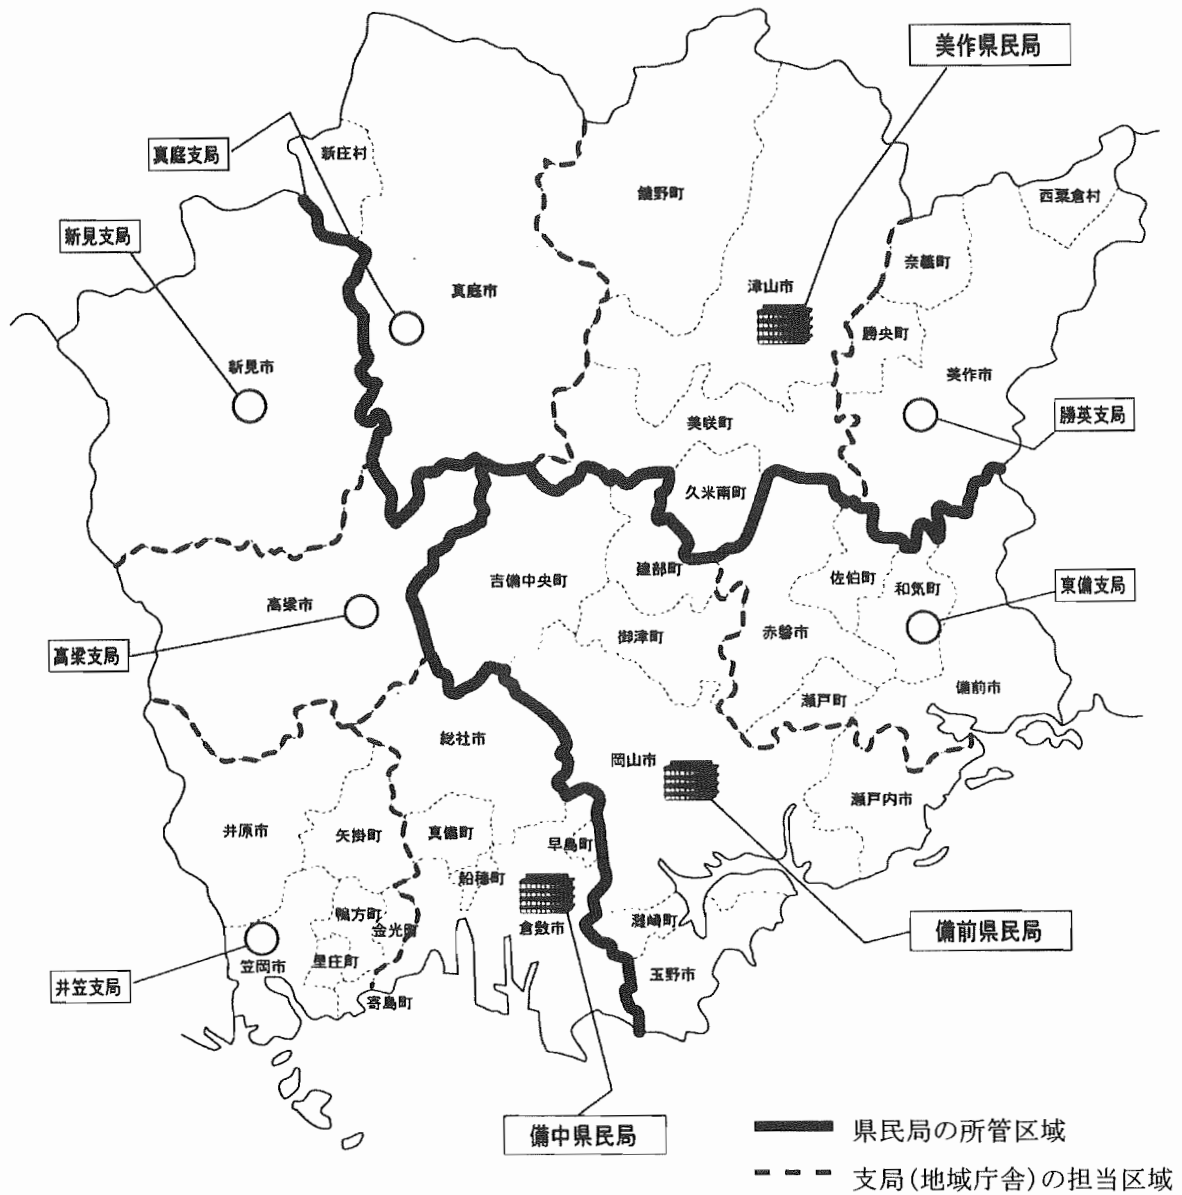 美作県民局
真庭支局
新庄村
鏡野町
西粟倉村
新見支局
奈義町
真庭市
津山市
勝央町
新見市
美作市
勝英支局
美咲町
久米南町
吉備中央町
建部町
佐伯町
和気町
東備支局
高梁市
御津町
赤磐市
高梁支局
瀬戸町
備前市
総社市
岡山市
瀬戸内市
井原市
矢掛町
真備町
早島町
船穂町
鴨方町
金光町
倉敷市
灘崎町
備前県民局
笠岡市
里庄町
玉野市
井笠支局
寄島町
備中県民局
県民局の所管区域
支局(地域庁舎)の担当区域